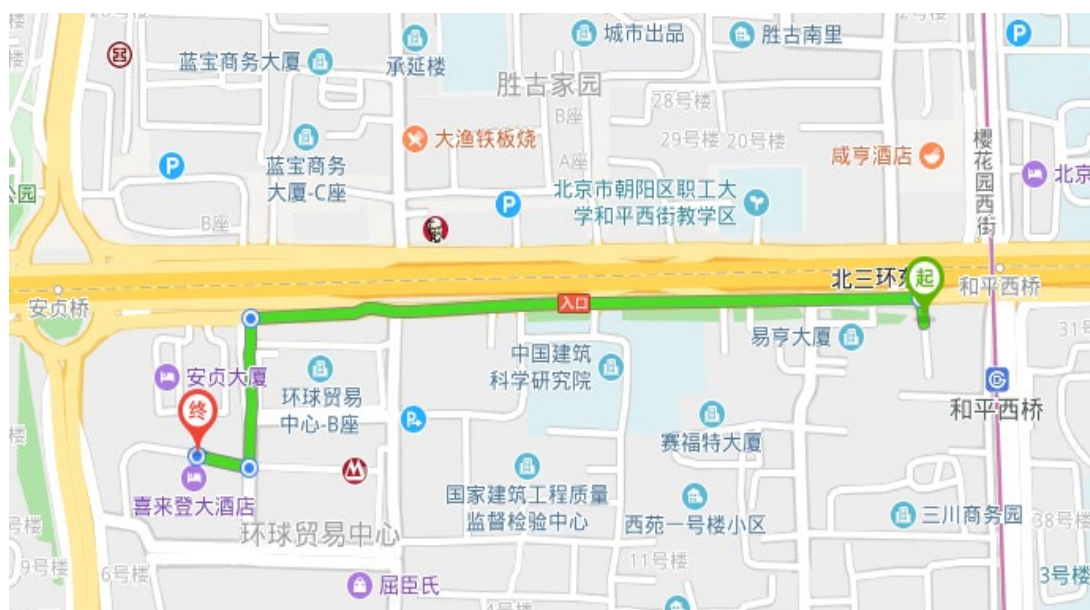 城市出品
胜古南里
P
蓝宝商务大厦
承延楼
胜古家园
28号楼
B座
大渔铁板烧
29号楼
20号楼
咸亨酒店
樱花园西街
P
蓝宝商务
大厦-C座
A座
北京
公园
P
北京市朝阳区职工大
学和平西街教学区
B座
北三环东
起
和平西桥
安贞桥
入口
31号
易亨大厦
中国建筑
科学研究院
安贞大厦
环球贸易
中心-B座
终
P
和平西桥
赛福特大厦
国家建筑工程质量
监督检验中心
喜来登大酒店
西苑一号楼小区
三川商务园
号楼
38号楼
环球贸易中心
9号楼
6号楼
11号楼
3号楼
屈臣氏